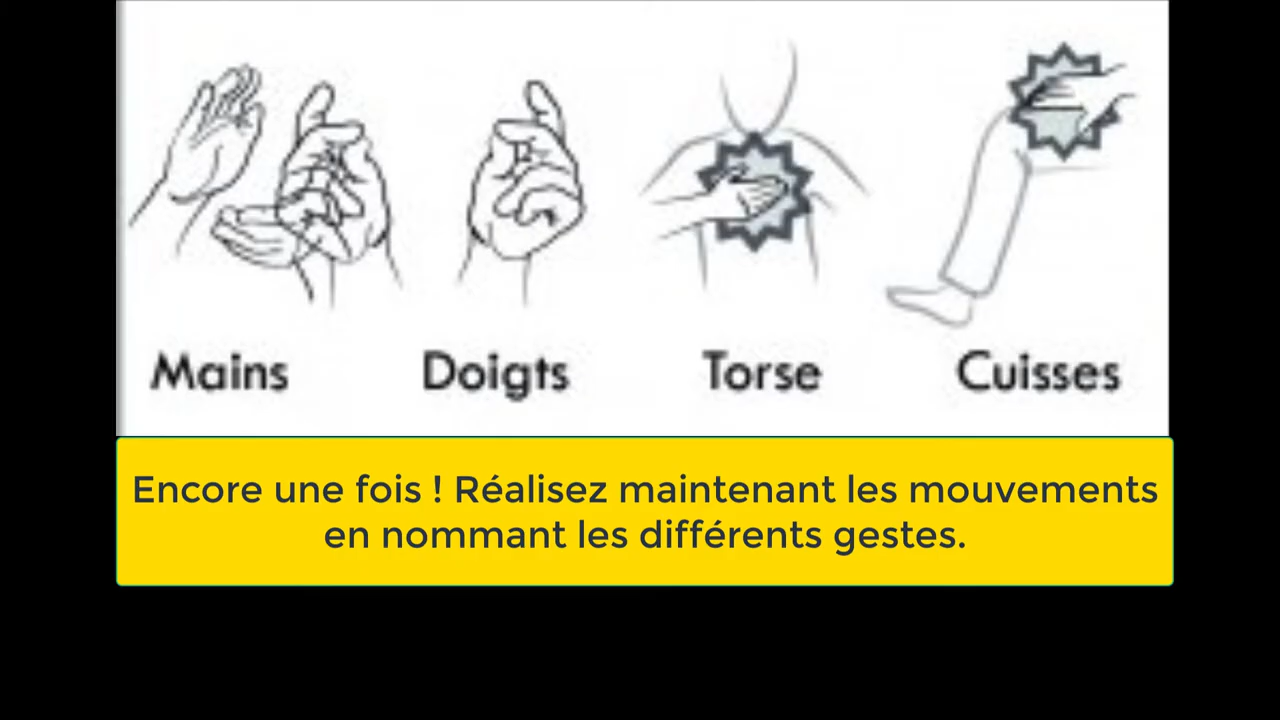 Mains Doigts Torse Cuisses
Encore une fois ! Réalisez maintenant les mouvements
en nommant les différents gestes.